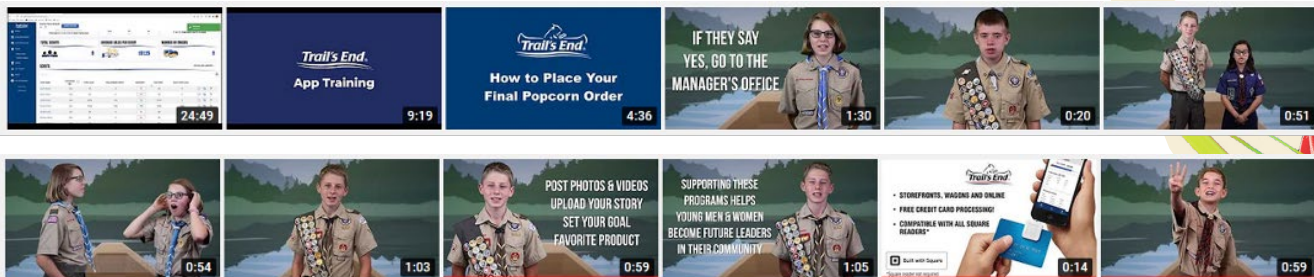 24:49
Trail's End
App Training
9:19
Trail's End
How to Place Your
Final Popcorn Order
4:36
IF THEY SAY
YES, GO TO THE
MANAGER'S OFFICE
1:30
0:20
0:51
0:54
1:03
POST PHOTOS & VIDEOS
UPLOAD YOUR STORY
SET YOUR GOAL
FAVORITE PRODUCT
0:59
SUPPORTING THESE
PROGRAMS HELPS
YOUNG MEN & WOMEN
BECOME FUTURE LEADERS
IN THEIR COMMUNITY
1:05
Trail's End
• STOREFRONTS, WAGONS AND ONLINE
• FREE CREDIT CARD PROCESSING!
• COMPATIBLE WITH ALL SQUARE
READERS*
Built with Square
*Square reader not required
0:14
0:59